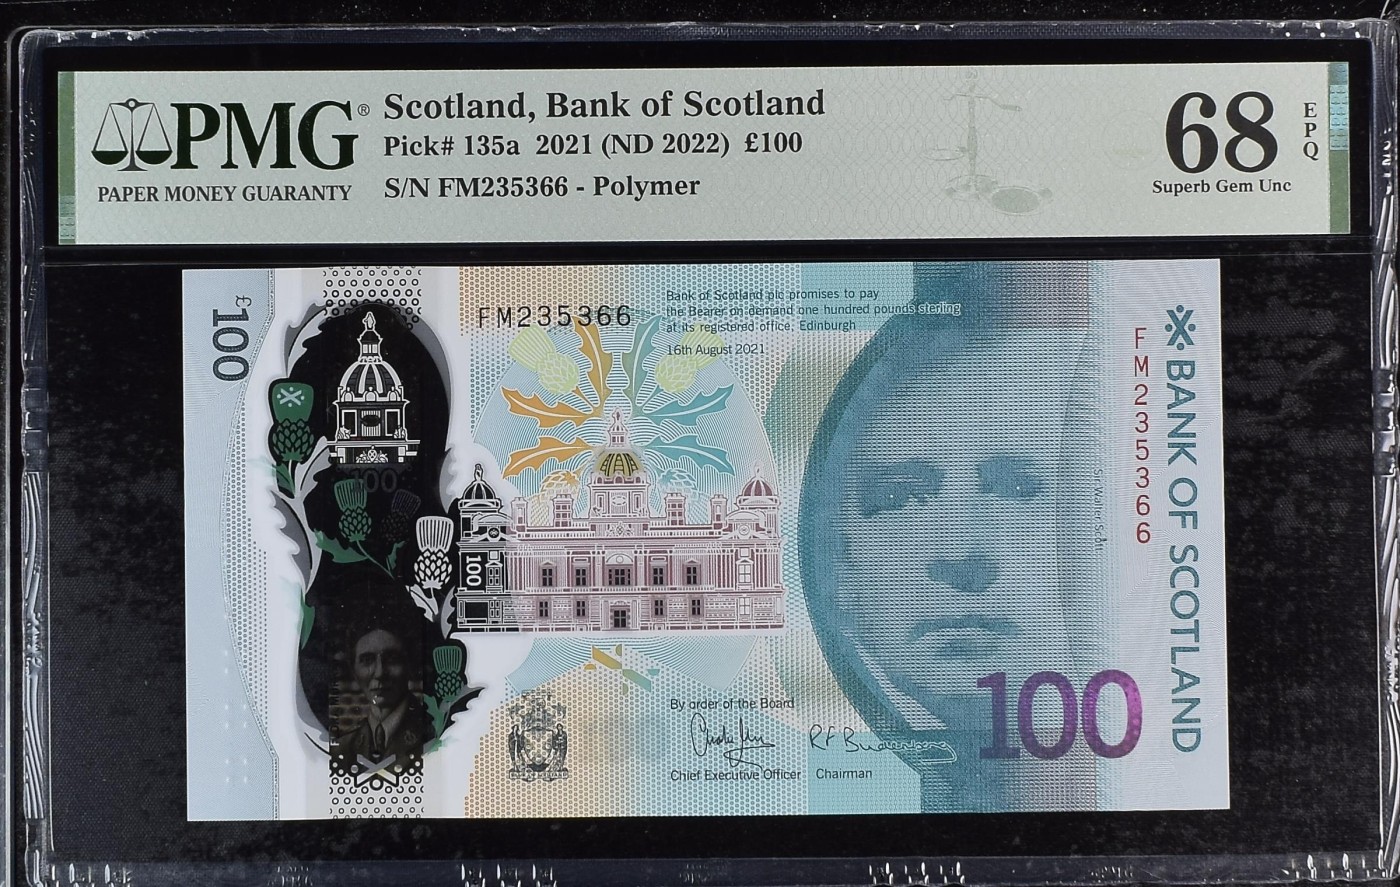 PMG®
PAPER MONEY GUARANTY
Scotland, Bank of Scotland
Pick# 135a 2021 (ND 2022) £100
S/N FM235366 - Polymer
68
EPQ
Superb Gem Unc
£100
FM235366
Bank of Scotland plc promises to pay
the Bearer on demand one hundred pounds sterling
at its registered office, Edinburgh
16th August 2021
100
100
Sir Walter Scott
FM235366
BANK OF SCOTLAND
By order of the Board
Chief Executive Officer
Chairman
100